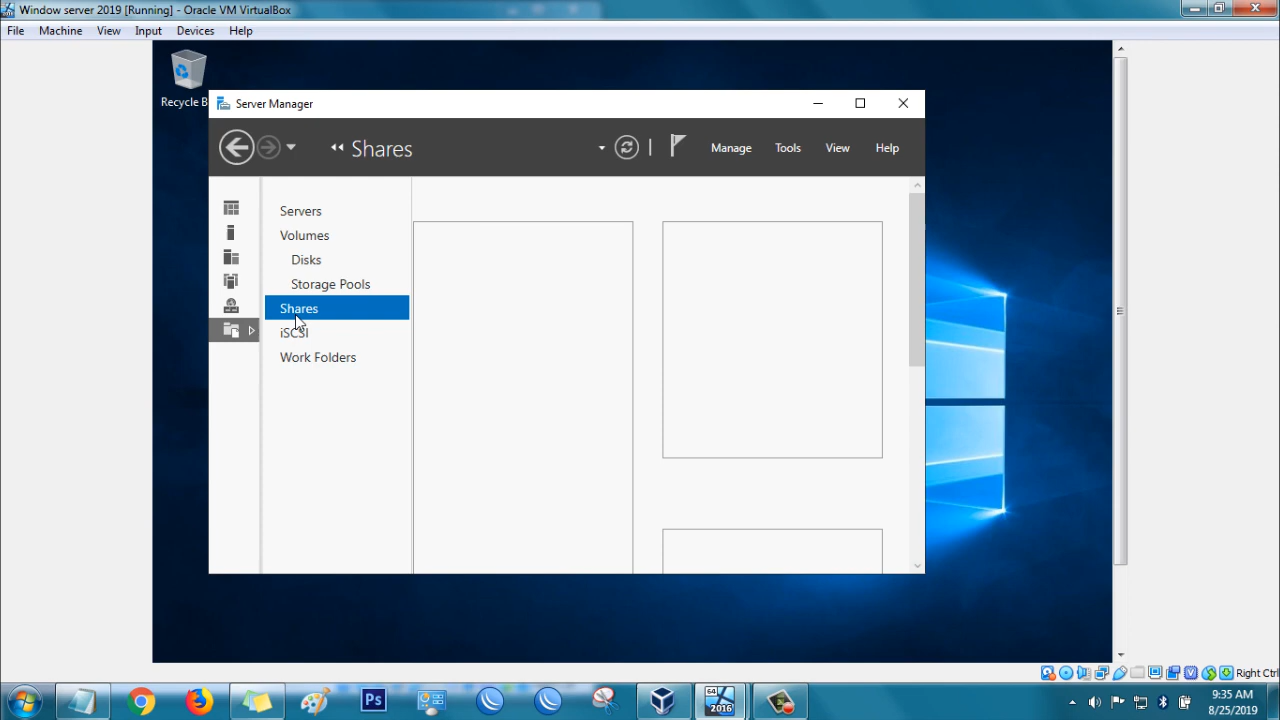 Window server 2019 [Running] - Oracle VM VirtualBox
File Machine View Input Devices Help
Recycle B
Server Manager
Shares
Manage Tools View Help
Servers
Volumes
Disks
Storage Pools
Shares
iSCSI
Work Folders
Right Ctrl
Ps
64
2016
9:35 AM
8/25/2019